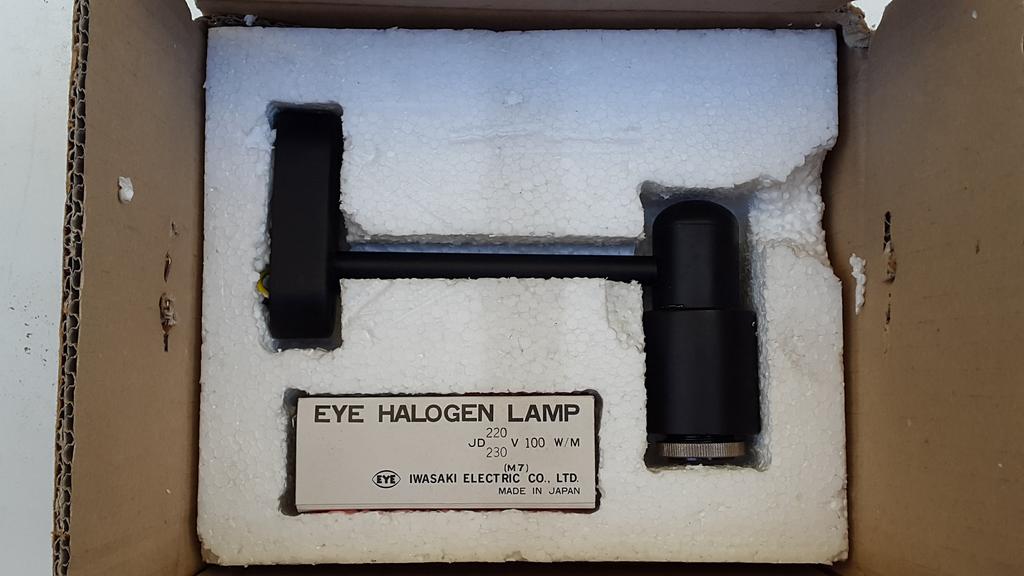 EYE HALOGEN LAMP
220
JD V 100 W/M
230
(M7)
EYE IWASAKI ELECTRIC CO., LTD.
MADE IN JAPAN